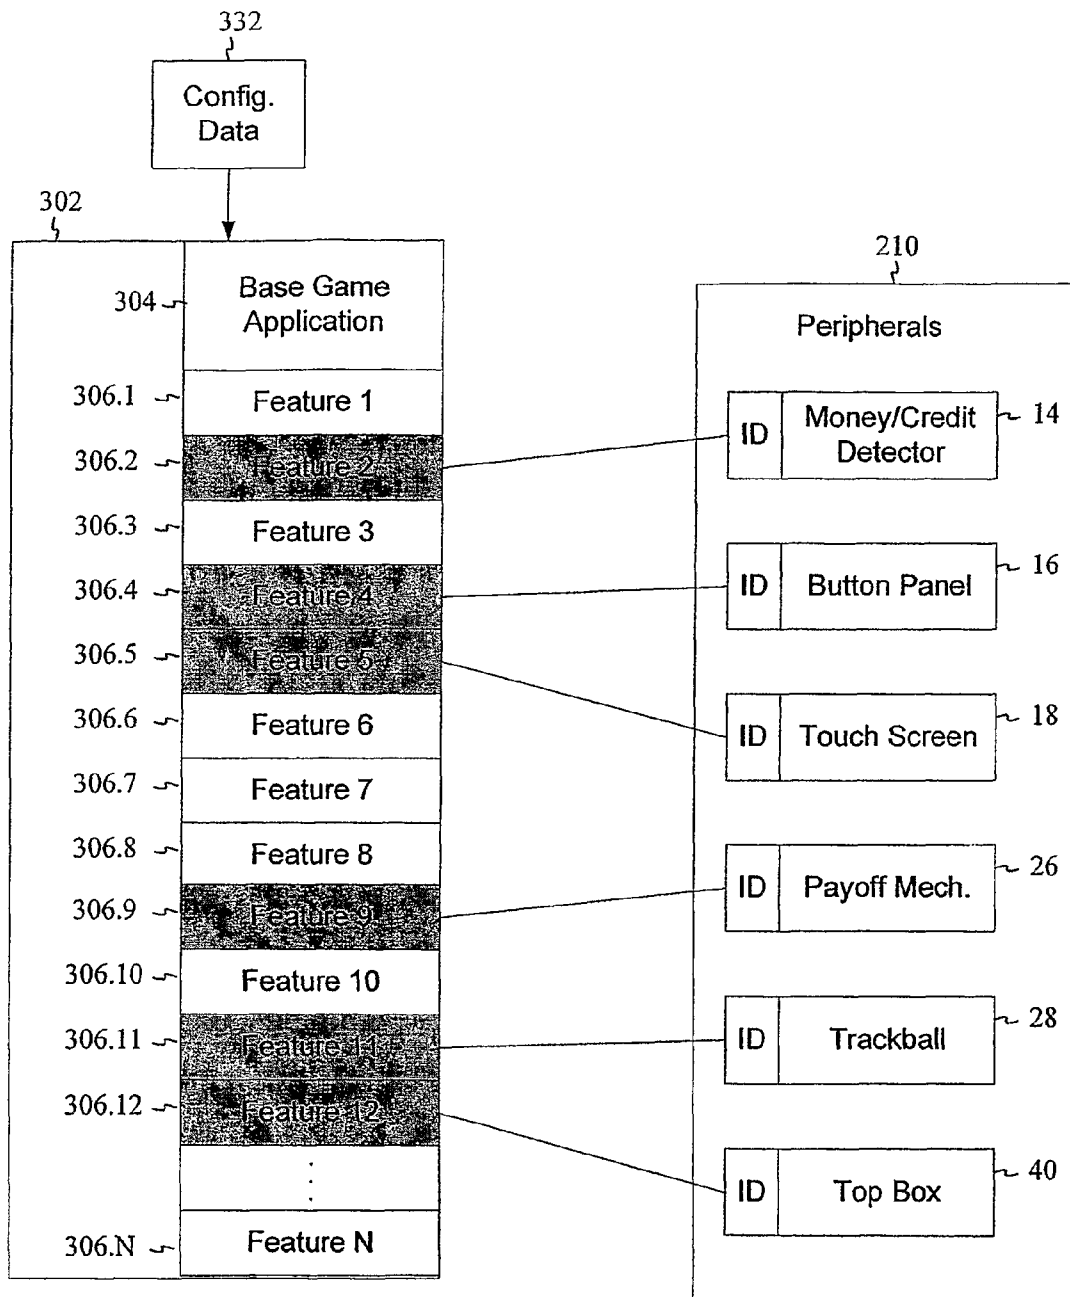 332
Config.
Data
302
304
Base Game
Application
306.1
Feature 1
306.2
Feature 2
306.3
Feature 3
306.4
Feature 4
306.5
Feature 5
306.6
Feature 6
306.7
Feature 7
306.8
Feature 8
306.9
Feature 9
306.10
Feature 10
306.11
Feature 11
306.12
Feature 12
306.N
Feature N
210
Peripherals
ID
Money/Credit
Detector
14
ID
Button Panel
16
ID
Touch Screen
18
ID
Payoff Mech.
26
ID
Trackball
28
ID
Top Box
40